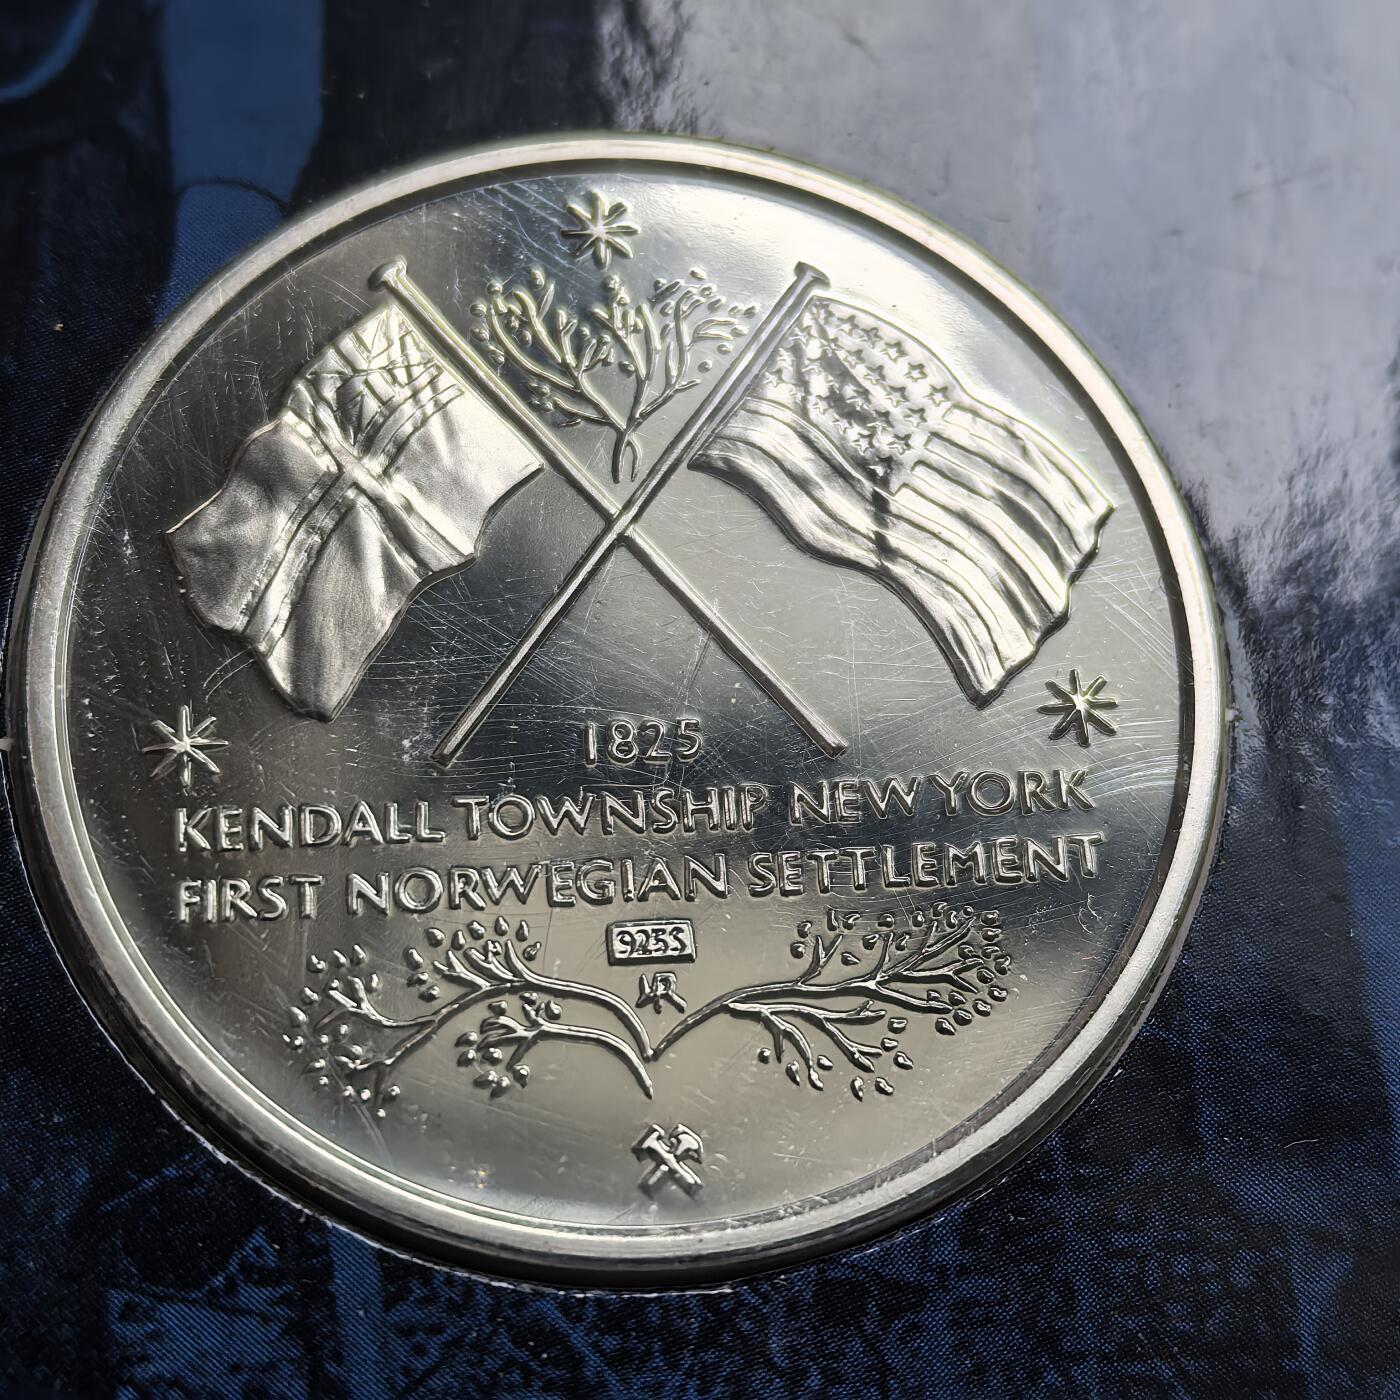 1825
KENDALL TOWNSHIP NEW YORK
FIRST NORWEGIAN SETTLEMENT
925S